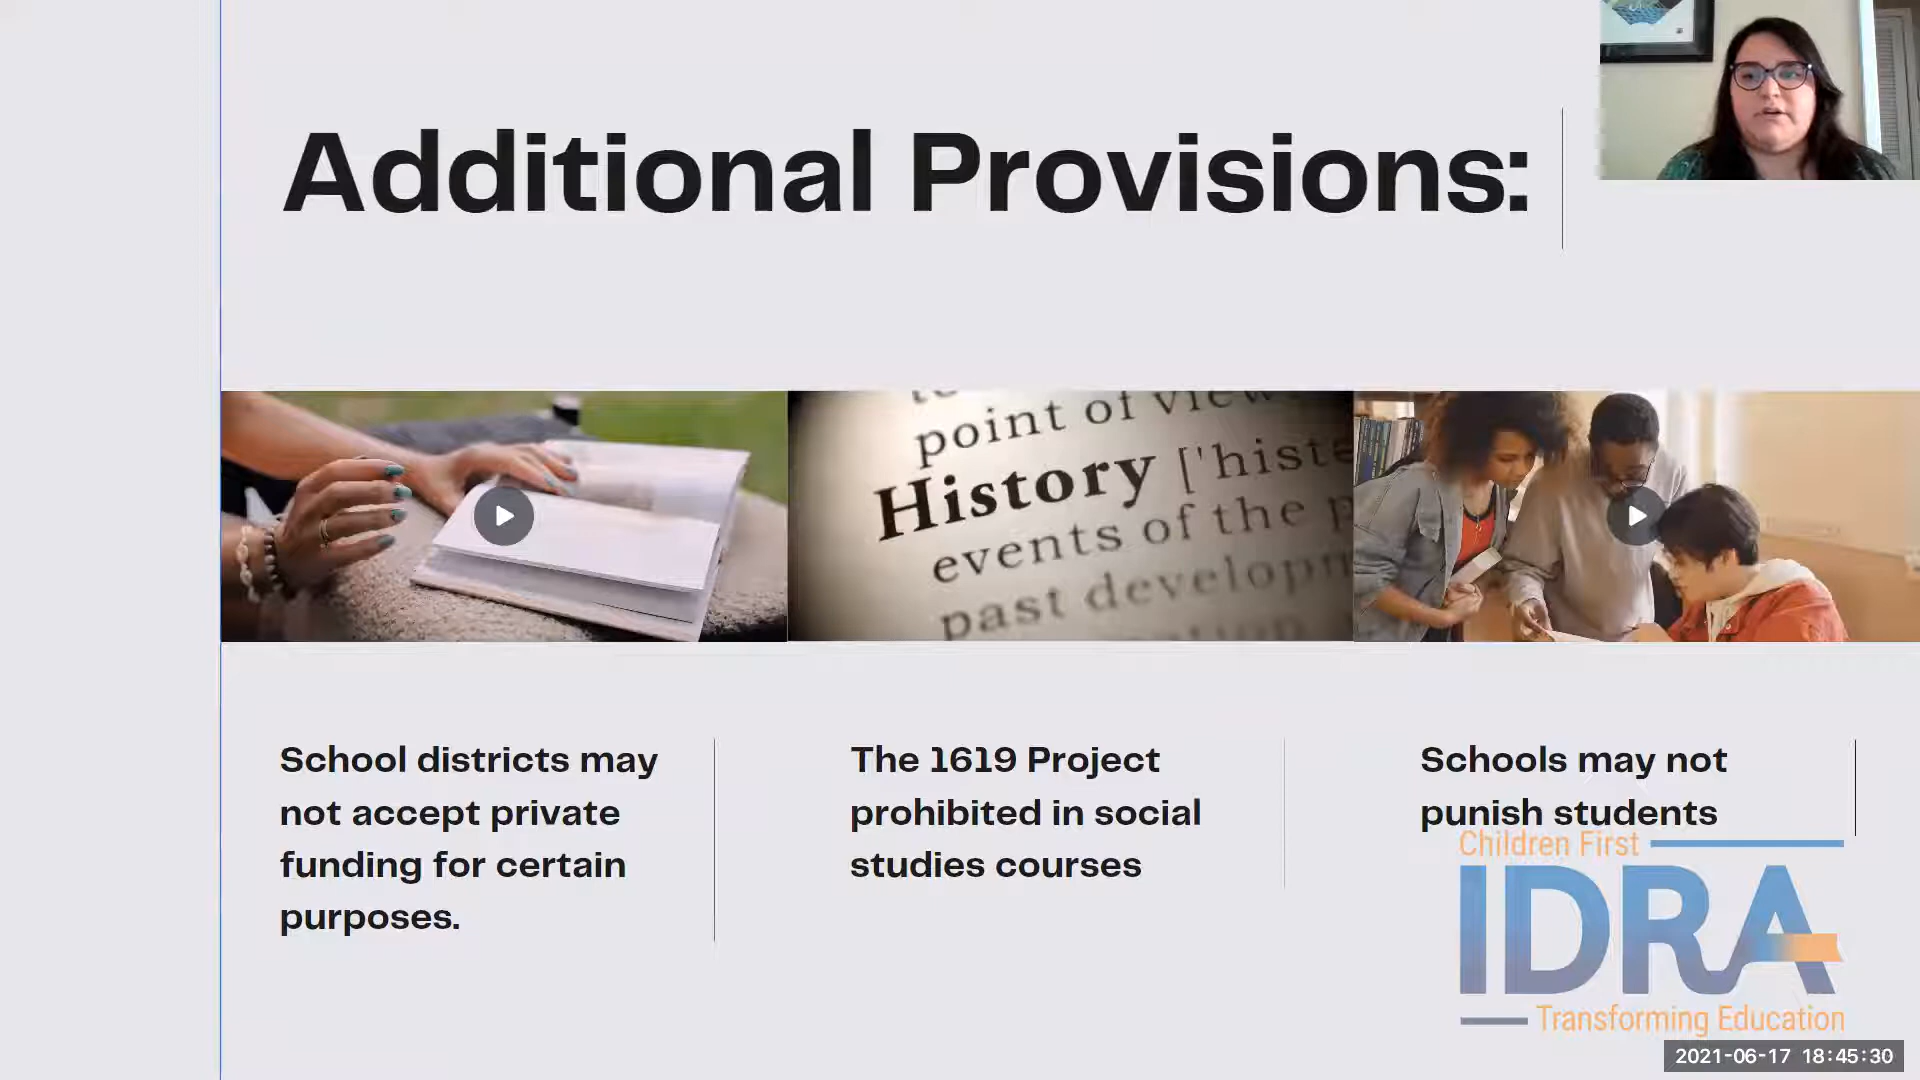 Additional Provisions:
point of view
History ['histe
events of the p
past developm
School districts may
not accept private
funding for certain
purposes.
The 1619 Project
prohibited in social
studies courses
Schools may not
punish students
Children First
IDRA
Transforming Education
2021-06-17 18:45:30